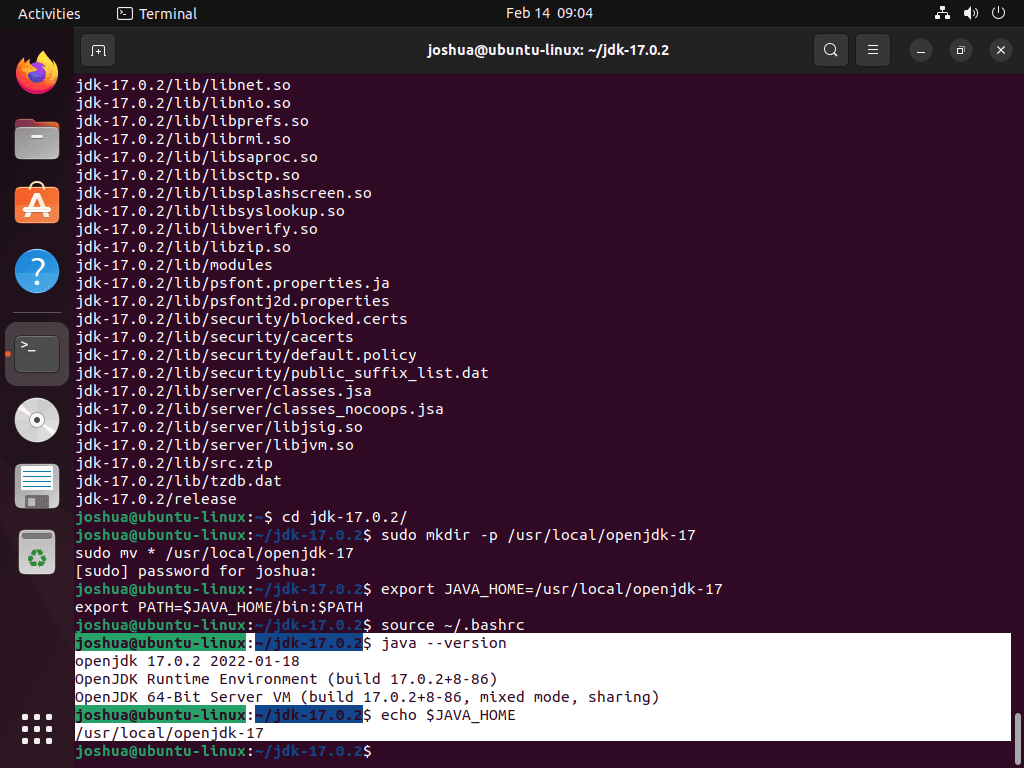 Activities Terminal Feb 14 09:04
joshua@ubuntu-linux: ~/jdk-17.0.2
jdk-17.0.2/lib/libnet.so
jdk-17.0.2/lib/libnio.so
jdk-17.0.2/lib/libprefs.so
jdk-17.0.2/lib/librmi.so
jdk-17.0.2/lib/libsaproc.so
jdk-17.0.2/lib/libsctp.so
jdk-17.0.2/lib/libsplashscreen.so
jdk-17.0.2/lib/libsyslookup.so
jdk-17.0.2/lib/libverify.so
jdk-17.0.2/lib/libzip.so
jdk-17.0.2/lib/modules
jdk-17.0.2/lib/psfont.properties.ja
jdk-17.0.2/lib/psfontj2d.properties
jdk-17.0.2/lib/security/blocked.certs
jdk-17.0.2/lib/security/cacerts
jdk-17.0.2/lib/security/default.policy
jdk-17.0.2/lib/security/public_suffix_list.dat
jdk-17.0.2/lib/server/classes.jsa
jdk-17.0.2/lib/server/classes_nocoops.jsa
jdk-17.0.2/lib/server/libjsig.so
jdk-17.0.2/lib/server/libjvm.so
jdk-17.0.2/lib/src.zip
jdk-17.0.2/lib/tzdb.dat
jdk-17.0.2/release
joshua@ubuntu-linux:~$ cd jdk-17.0.2/
joshua@ubuntu-linux:~/jdk-17.0.2$ sudo mkdir -p /usr/local/openjdk-17
sudo mv * /usr/local/openjdk-17
[sudo] password for joshua:
joshua@ubuntu-linux:~/jdk-17.0.2$ export JAVA_HOME=/usr/local/openjdk-17
export PATH=$JAVA_HOME/bin:$PATH
joshua@ubuntu-linux:~/jdk-17.0.2$ source ~/.bashrc
joshua@ubuntu-linux:~/jdk-17.0.2$ java --version
openjdk 17.0.2 2022-01-18
OpenJDK Runtime Environment (build 17.0.2+8-86)
OpenJDK 64-Bit Server VM (build 17.0.2+8-86, mixed mode, sharing)
joshua@ubuntu-linux:~/jdk-17.0.2$ echo $JAVA_HOME
/usr/local/openjdk-17
joshua@ubuntu-linux:~/jdk-17.0.2$